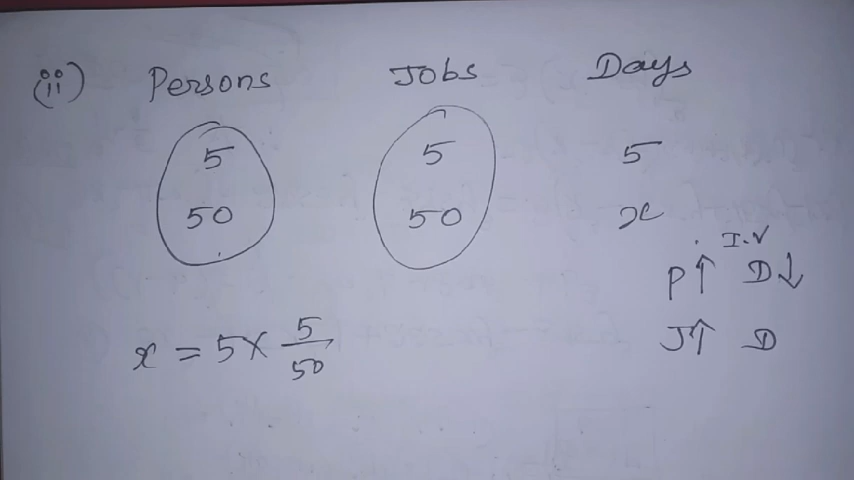 (ii) Persons Jobs Days
5 5 5
50 50 x
I.V
P↑ D↓
x = 5 × 5/50
J↑ D